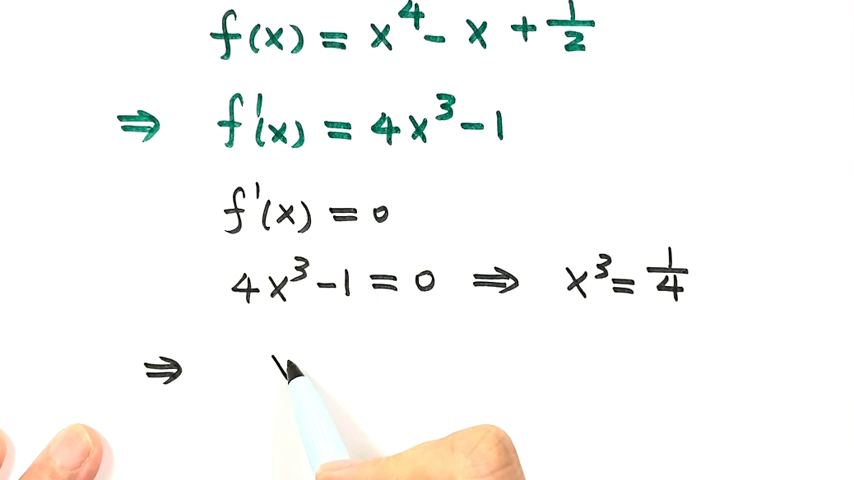 f(x) = x⁴ - x + 1/2
⇒ f'(x) = 4x³ - 1
f'(x) = 0
4x³ - 1 = 0 ⇒ x³ = 1/4
⇒